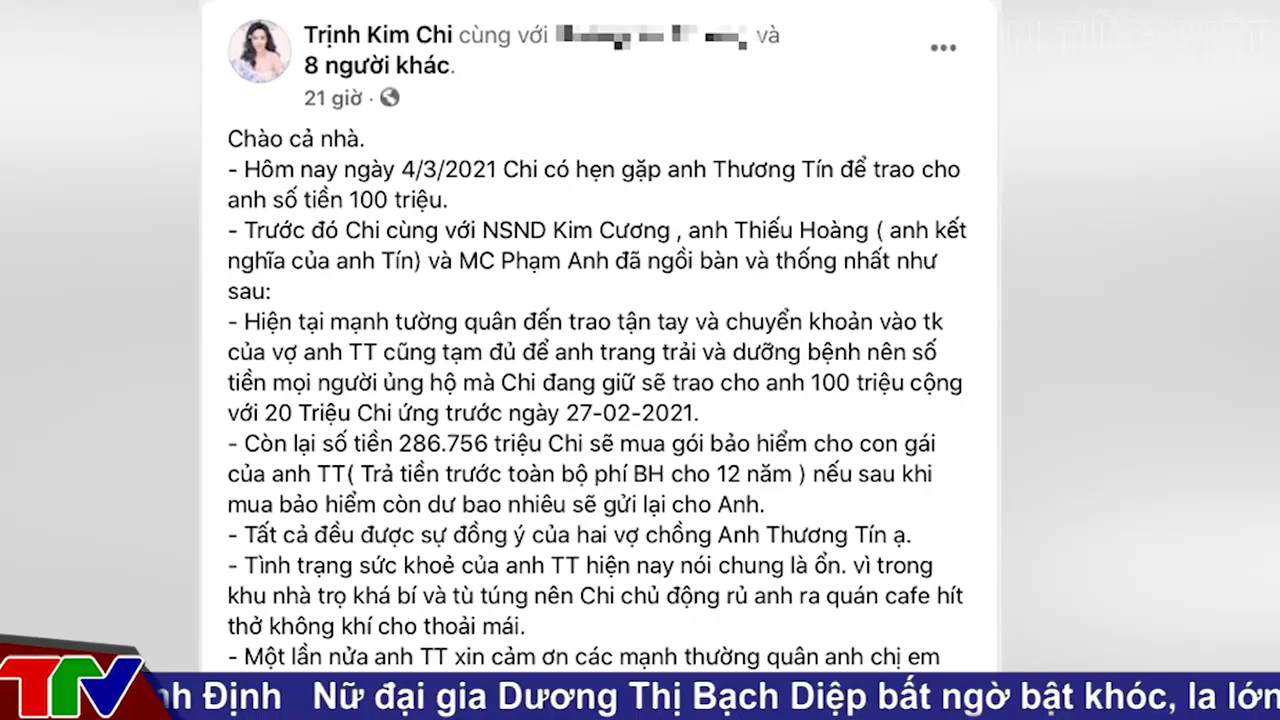 Trịnh Kim Chi cùng với và
8 người khác.
21 giờ ·
Chào cả nhà.
- Hôm nay ngày 4/3/2021 Chi có hẹn gặp anh Thương Tín để trao cho
anh số tiền 100 triệu.
- Trước đó Chi cùng với NSND Kim Cương , anh Thiếu Hoàng ( anh kết
nghĩa của anh Tín) và MC Phạm Anh đã ngồi bàn và thống nhất như
sau:
- Hiện tại mạnh tường quân đến trao tận tay và chuyển khoản vào tk
của vợ anh TT cũng tạm đủ để anh trang trải và dưỡng bệnh nên số
tiền mọi người ủng hộ mà Chi đang giữ sẽ trao cho anh 100 triệu cộng
với 20 Triệu Chi ứng trước ngày 27-02-2021.
- Còn lại số tiền 286.756 triệu Chi sẽ mua gói bảo hiểm cho con gái
của anh TT( Trả tiền trước toàn bộ phí BH cho 12 năm ) nếu sau khi
mua bảo hiểm còn dư bao nhiêu sẽ gửi lại cho Anh.
- Tất cả đều được sự đồng ý của hai vợ chồng Anh Thương Tín ạ.
- Tình trạng sức khoẻ của anh TT hiện nay nói chung là ổn. vì trong
khu nhà trọ khá bí và tù túng nên Chi chủ động rủ anh ra quán cafe hít
thở không khí cho thoải mái.
- Một lần nửa anh TT xin cảm ơn các mạnh thường quân anh chị em
TTV nh Định Nữ đại gia Dương Thị Bạch Diệp bất ngờ bật khóc, la lớn